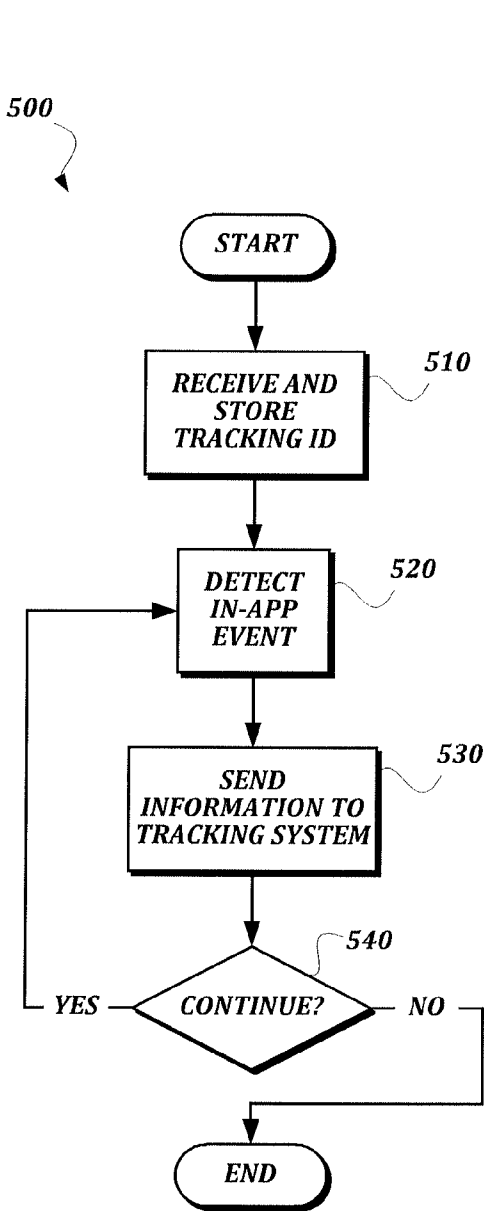 500
START
RECEIVE AND
STORE
TRACKING ID
510
DETECT
IN-APP
EVENT
520
SEND
INFORMATION TO
TRACKING SYSTEM
530
540
CONTINUE?
YES
NO
END